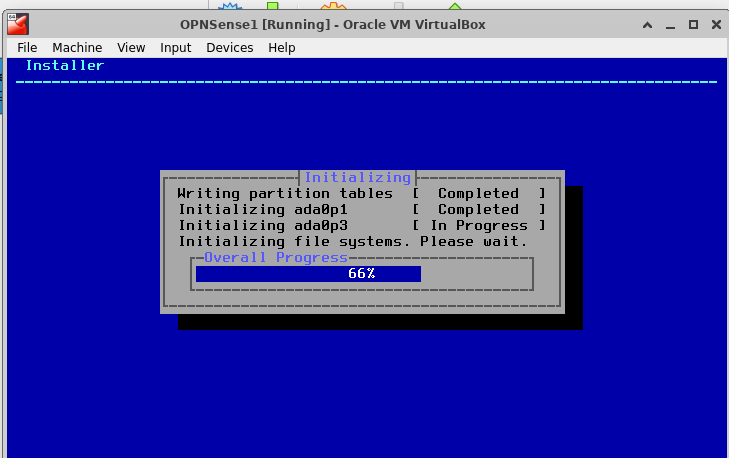 OPNSense1 [Running] - Oracle VM VirtualBox
File Machine View Input Devices Help
Installer
Initializing
Writing partition tables [ Completed ]
Initializing ada0p1 [ Completed ]
Initializing ada0p3 [ In Progress ]
Initializing file systems. Please wait.
Overall Progress
66%